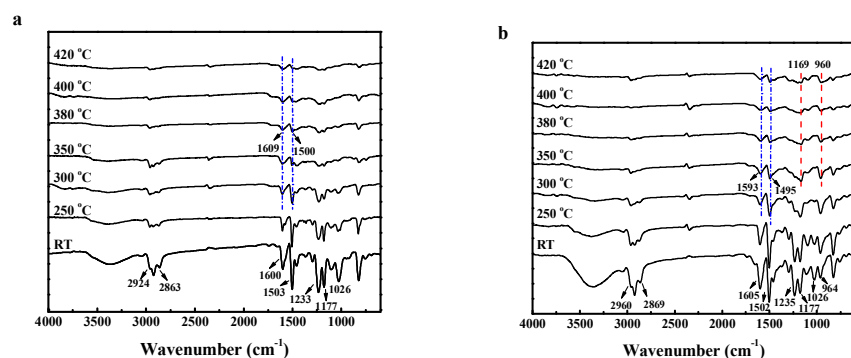 a
420 °C
400 °C
380 °C
1609
1500
350 °C
300 °C
250 °C
RT
2924
2863
1600
1503
1233
1177
1026
4000 3500 3000 2500 2000 1500 1000
Wavenumber (cm⁻¹)
b
1169 960
420 °C
400 °C
380 °C
350 °C
1593
1495
300 °C
250 °C
RT
2960
2869
1605
1502
1235
1177
1026
964
4000 3500 3000 2500 2000 1500 1000
Wavenumber (cm⁻¹)